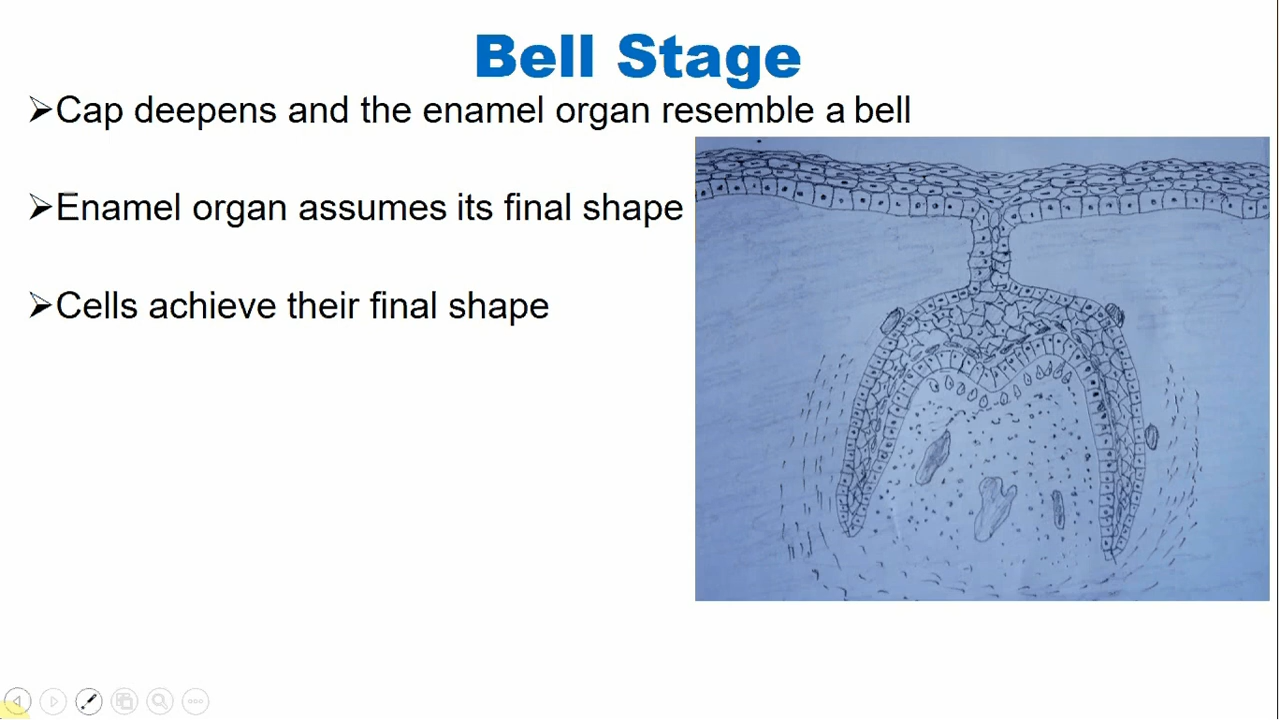 Bell Stage
➢Cap deepens and the enamel organ resemble a bell
➢Enamel organ assumes its final shape
➢Cells achieve their final shape